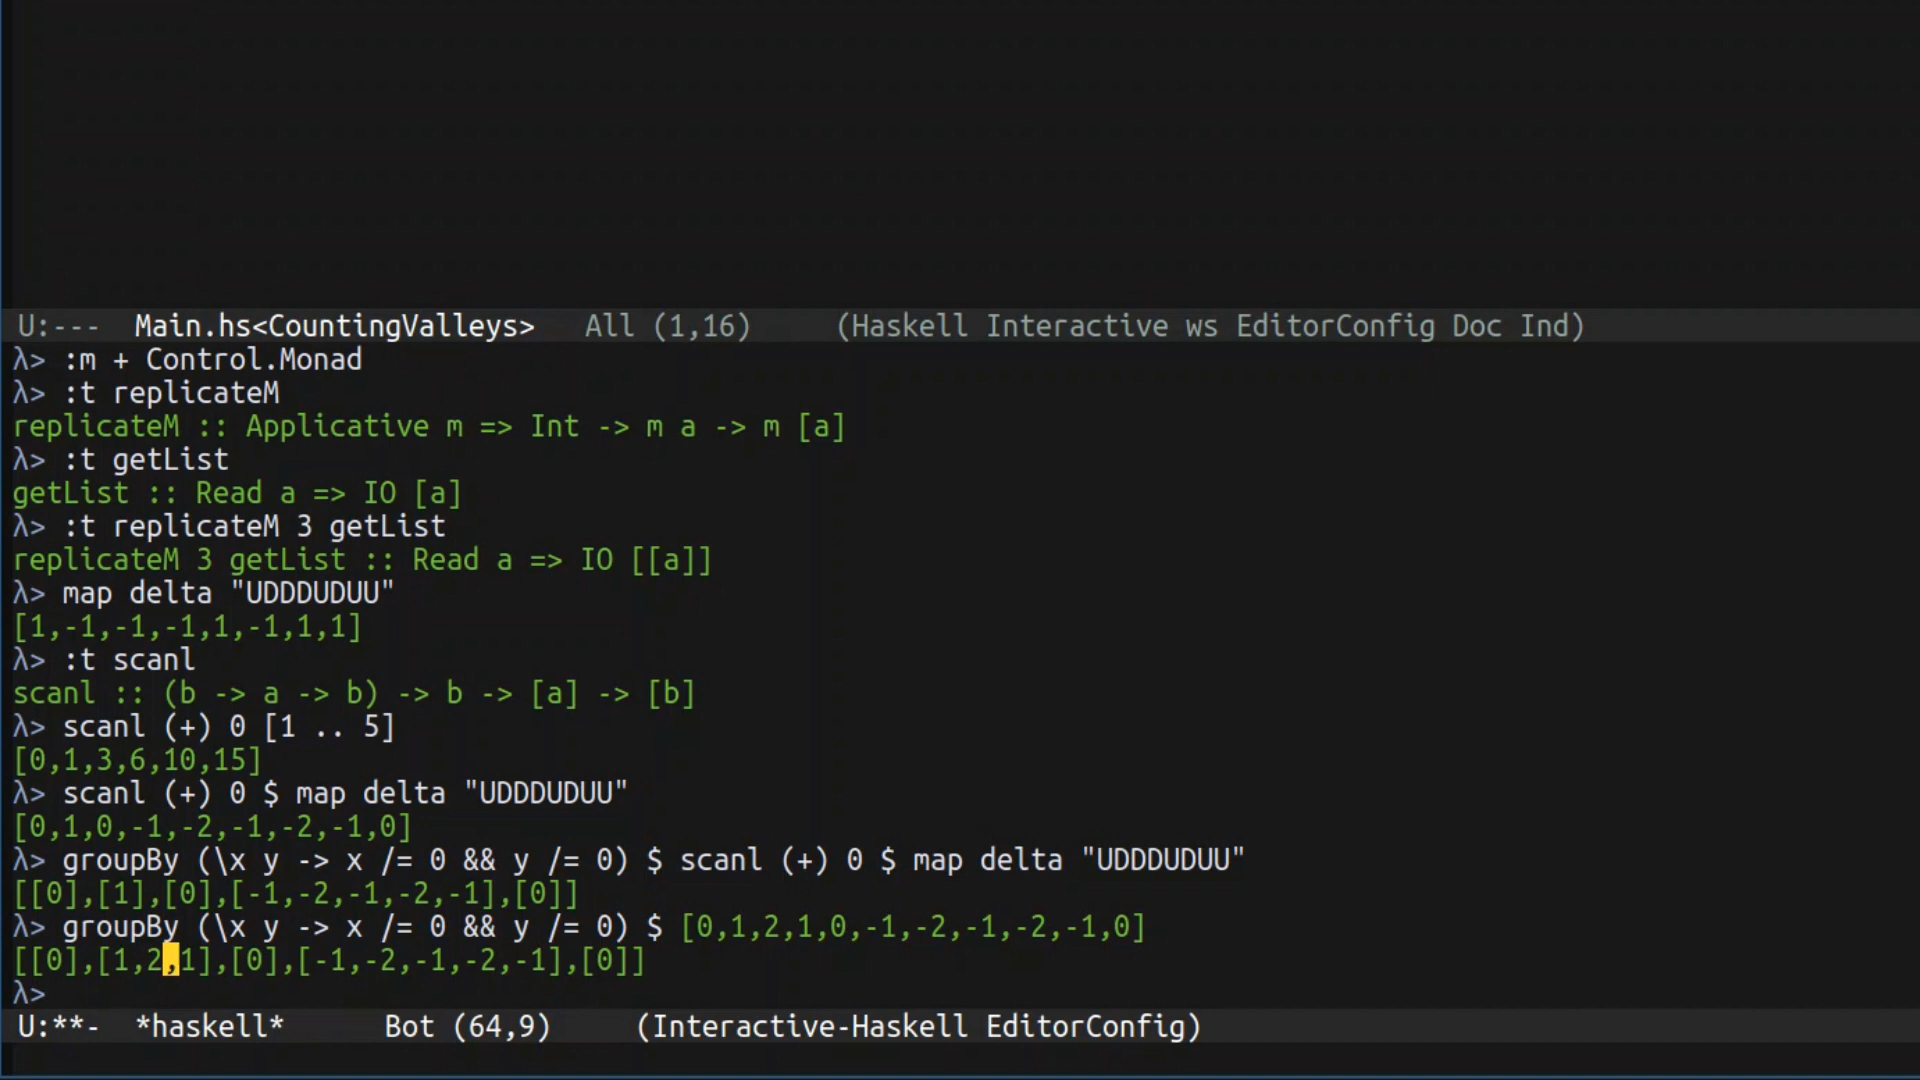 U:---  Main.hs<CountingValleys>   All (1,16)     (Haskell Interactive ws EditorConfig Doc Ind)
λ> :m + Control.Monad
λ> :t replicateM
replicateM :: Applicative m => Int -> m a -> m [a]
λ> :t getList
getList :: Read a => IO [a]
λ> :t replicateM 3 getList
replicateM 3 getList :: Read a => IO [[a]]
λ> map delta "UDDDUDUU"
[1,-1,-1,-1,1,-1,1,1]
λ> :t scanl
scanl :: (b -> a -> b) -> b -> [a] -> [b]
λ> scanl (+) 0 [1 .. 5]
[0,1,3,6,10,15]
λ> scanl (+) 0 $ map delta "UDDDUDUU"
[0,1,0,-1,-2,-1,-2,-1,0]
λ> groupBy (\x y -> x /= 0 && y /= 0) $ scanl (+) 0 $ map delta "UDDDUDUU"
[[0],[1],[0],[-1,-2,-1,-2,-1],[0]]
λ> groupBy (\x y -> x /= 0 && y /= 0) $ [0,1,2,1,0,-1,-2,-1,-2,-1,0]
[[0],[1,2,1],[0],[-1,-2,-1,-2,-1],[0]]
λ>
U:**-  *haskell*      Bot (64,9)     (Interactive-Haskell EditorConfig)